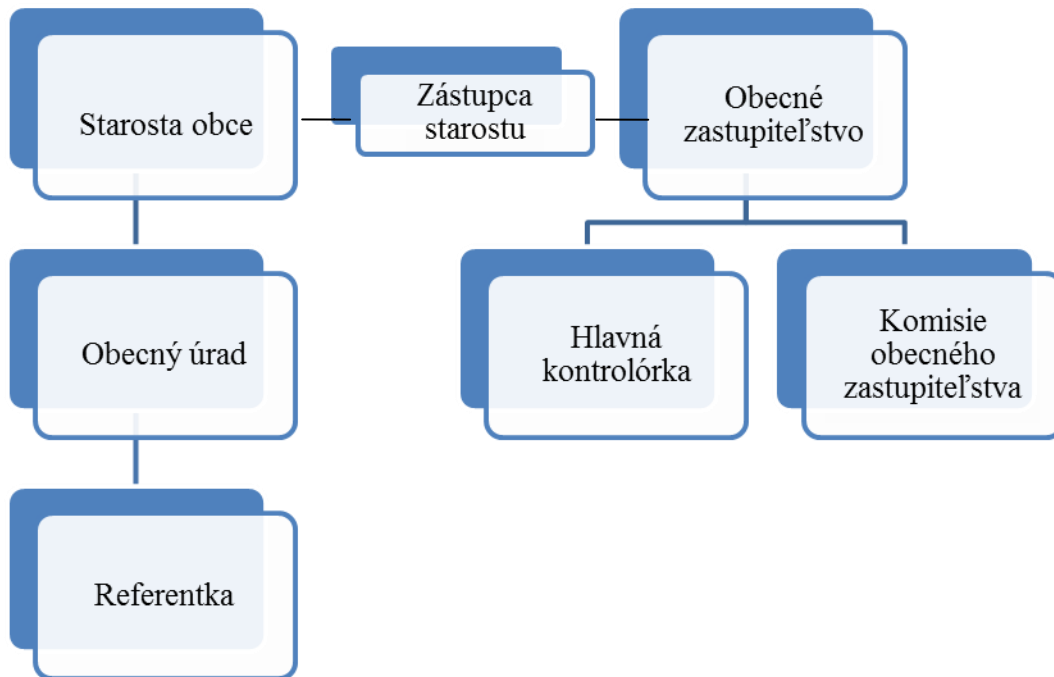 Starosta obce
Zástupca
starostu
Obecné
zastupiteľstvo
Obecný úrad
Hlavná
kontrolórka
Komisie
obecného
zastupiteľstva
Referentka